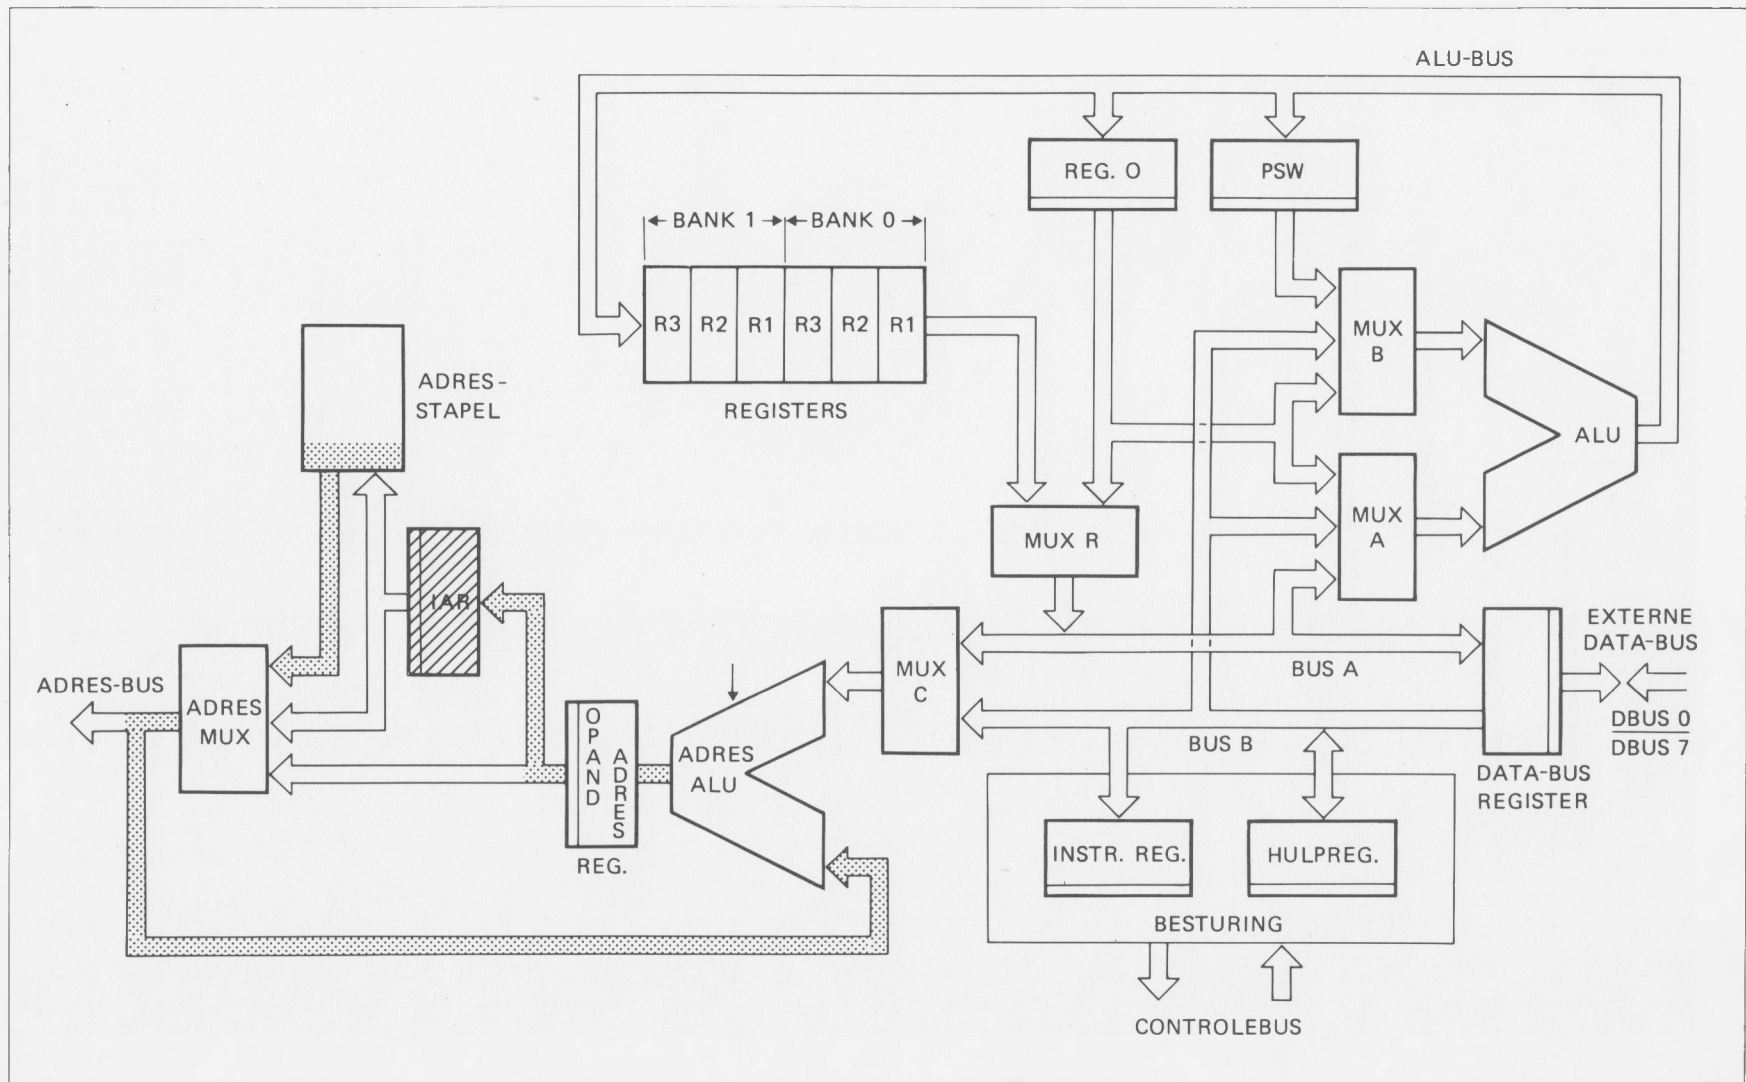 ALU-BUS
REG. O
PSW
BANK 1
BANK 0
R3
R2
R1
R3
R2
R1
REGISTERS
MUX
B
ADRES-
STAPEL
ALU
MUX
A
MUX R
IAR
EXTERNE
DATA-BUS
MUX
C
BUS A
ADRES-BUS
ADRES
MUX
OPAND
ADRES
REG.
ADRES
ALU
BUS B
DBUS 0
DBUS 7
DATA-BUS
REGISTER
INSTR. REG.
HULPREG.
BESTURING
CONTROLEBUS